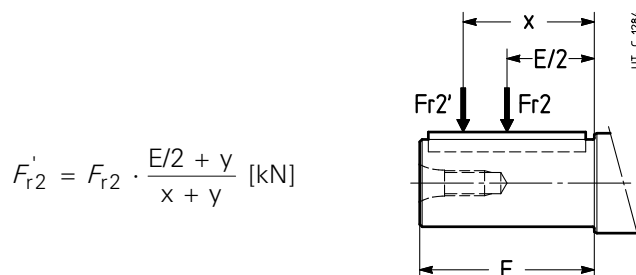 F'r2 = Fr2 · E/2 + y / x + y [kN]
x
E/2
Fr2' Fr2
E